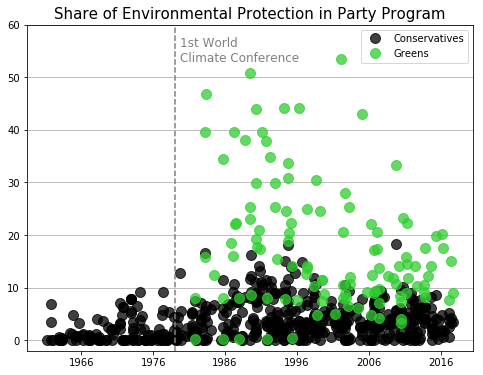 Share of Environmental Protection in Party Program
1st World
Climate Conference
Conservatives
Greens
60
50
40
30
20
10
0
1966 1976 1986 1996 2006 2016